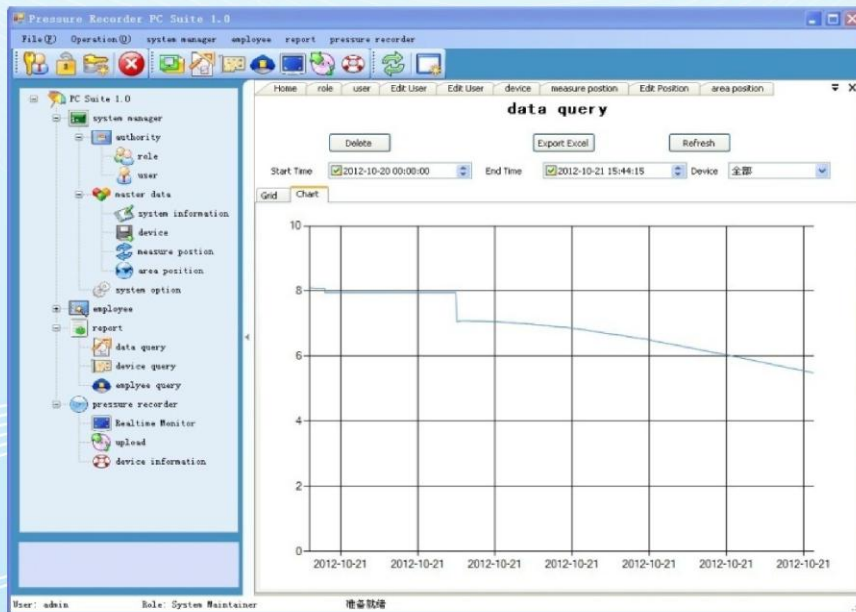 Pressure Recorder PC Suite 1.0
File(F) Operation(O) system manager employee report pressure recorder
PC Suite 1.0
system manager
authority
role
user
master data
system information
device
measure postion
area position
system option
employee
report
data query
device query
emplyee query
pressure recorder
Realtime Monitor
upload
device information
Home role user Edit User Edit User device measure postion Edit Position area position
data query
Delete Export Excel Refresh
Start Time 2012-10-20 00:00:00 End Time 2012-10-21 15:44:15 Device 全部
Grid Chart
10
8
6
4
2
0
2012-10-21 2012-10-21 2012-10-21 2012-10-21 2012-10-21 2012-10-21 2012-10-21
User: admin Role: System Maintainer 准备就绪